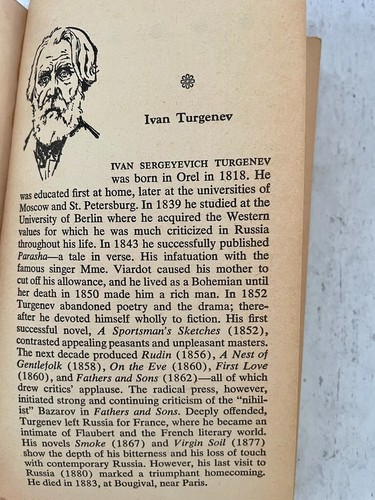 Ivan Turgenev
IVAN SERGEYEVICH TURGENEV
was born in Orel in 1818. He
was educated first at home, later at the universities of
Moscow and St. Petersburg. In 1839 he studied at the
University of Berlin where he acquired the Western
values for which he was much criticized in Russia
throughout his life. In 1843 he successfully published
Parasha—a tale in verse. His infatuation with the
famous singer Mme. Viardot caused his mother to
cut off his allowance, and he lived as a Bohemian until
her death in 1850 made him a rich man. In 1852
Turgenev abandoned poetry and the drama; there-
after he devoted himself wholly to fiction. His first
successful novel, A Sportsman's Sketches (1852),
contrasted appealing peasants and unpleasant masters.
The next decade produced Rudin (1856), A Nest of
Gentlefolk (1858), On the Eve (1860), First Love
(1860), and Fathers and Sons (1862)—all of which
drew critics' applause. The radical press, however,
initiated strong and continuing criticism of the "nihil-
ist" Bazarov in Fathers and Sons. Deeply offended,
Turgenev left Russia for France, where he became an
intimate of Flaubert and the French literary world.
His novels Smoke (1867) and Virgin Soil (1877)
show the depth of his bitterness and his loss of touch
with contemporary Russia. However, his last visit to
Russia (1880) marked a triumphant homecoming.
He died in 1883, at Bougival, near Paris.